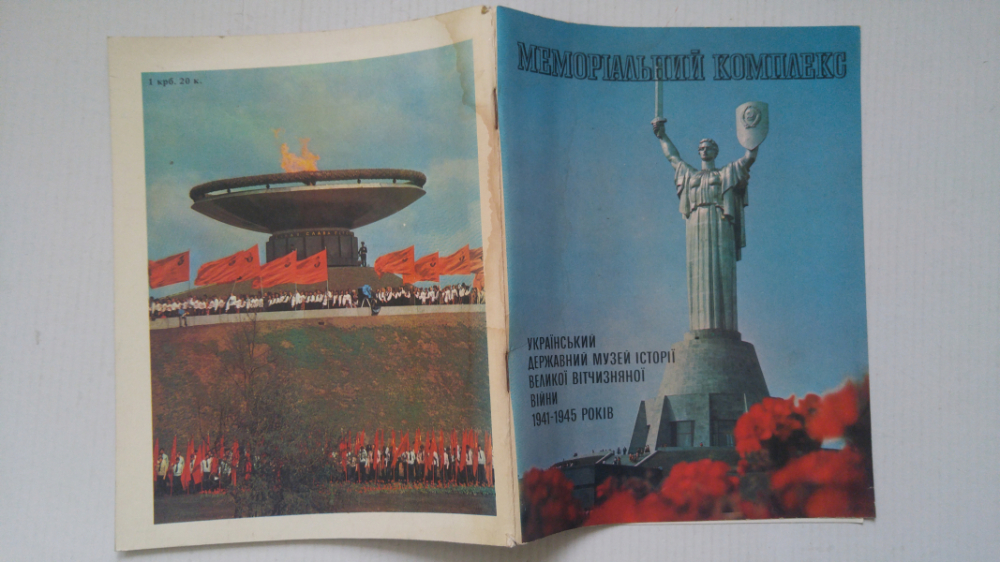 1 крб. 20 к.
МЕМОРІАЛЬНИЙ КОМПЛЕКС
УКРАЇНСЬКИЙ
ДЕРЖАВНИЙ МУЗЕЙ ІСТОРІЇ
ВЕЛИКОЇ ВІТЧИЗНЯНОЇ
ВІЙНИ
1941-1945 РОКІВ